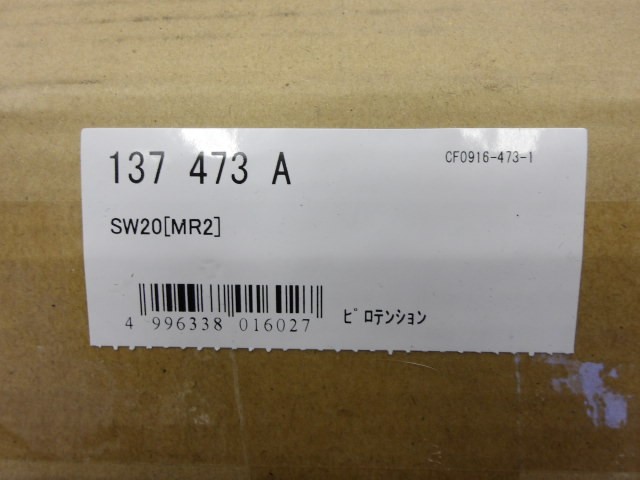 137 473 A
CF0916-473-1
SW20[MR2]
4 996338 016027
ﾋﾟﾛﾃﾝｼｮﾝ